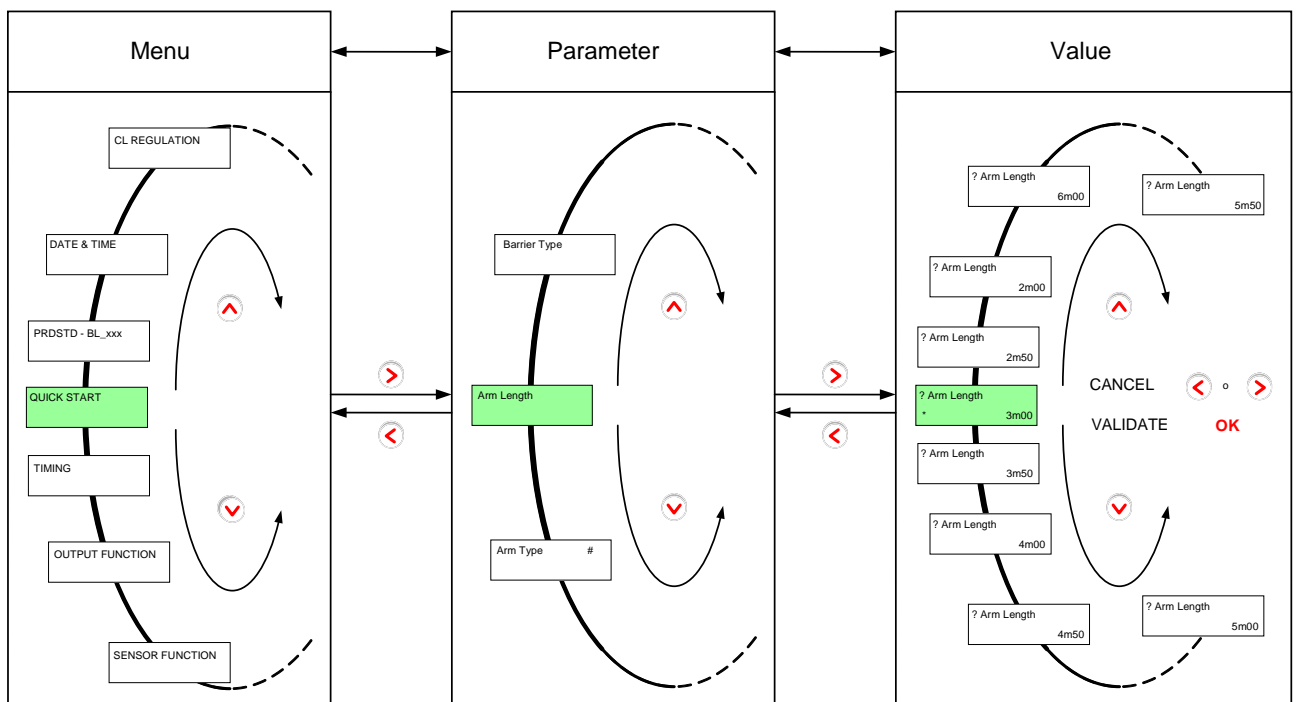 Menu
Parameter
Value
CL REGULATION
DATE & TIME
PRDSTD - BL_xxx
QUICK START
TIMING
OUTPUT FUNCTION
SENSOR FUNCTION
Barrier Type
Arm Length
Arm Type #
? Arm Length
6m00
? Arm Length
5m50
? Arm Length
2m00
? Arm Length
2m50
? Arm Length
* 3m00
? Arm Length
3m50
? Arm Length
4m00
? Arm Length
4m50
? Arm Length
5m00
CANCEL o
VALIDATE OK